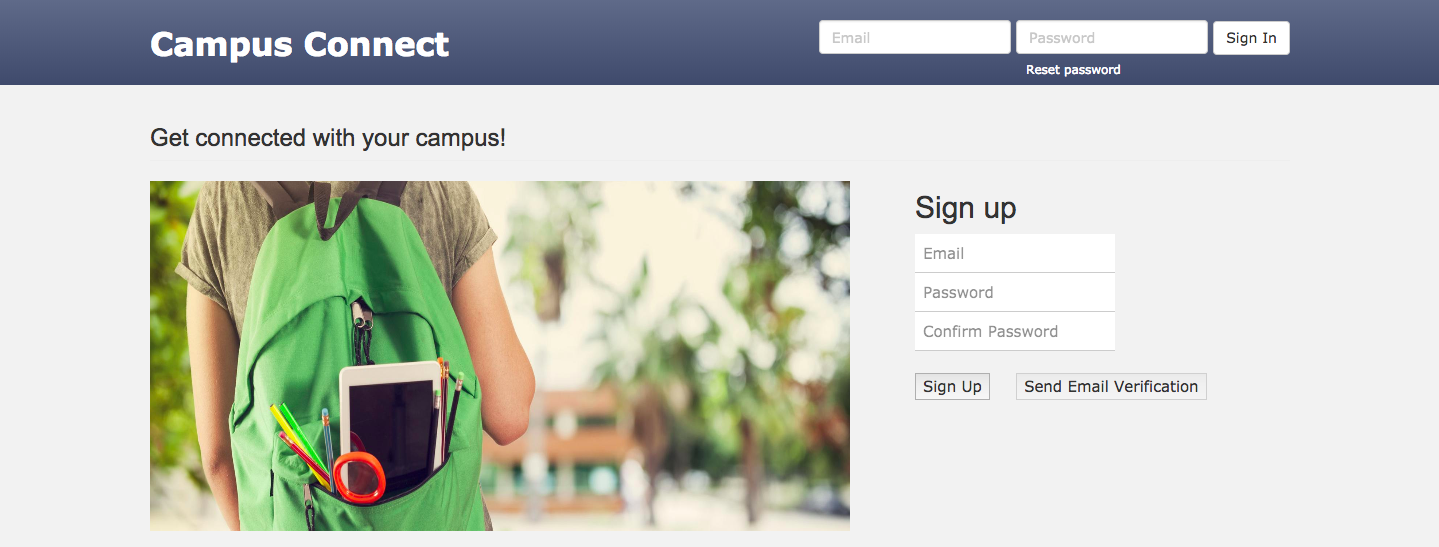 Campus Connect
Email
Password
Sign In
Reset password
Get connected with your campus!
Sign up
Email
Password
Confirm Password
Sign Up
Send Email Verification